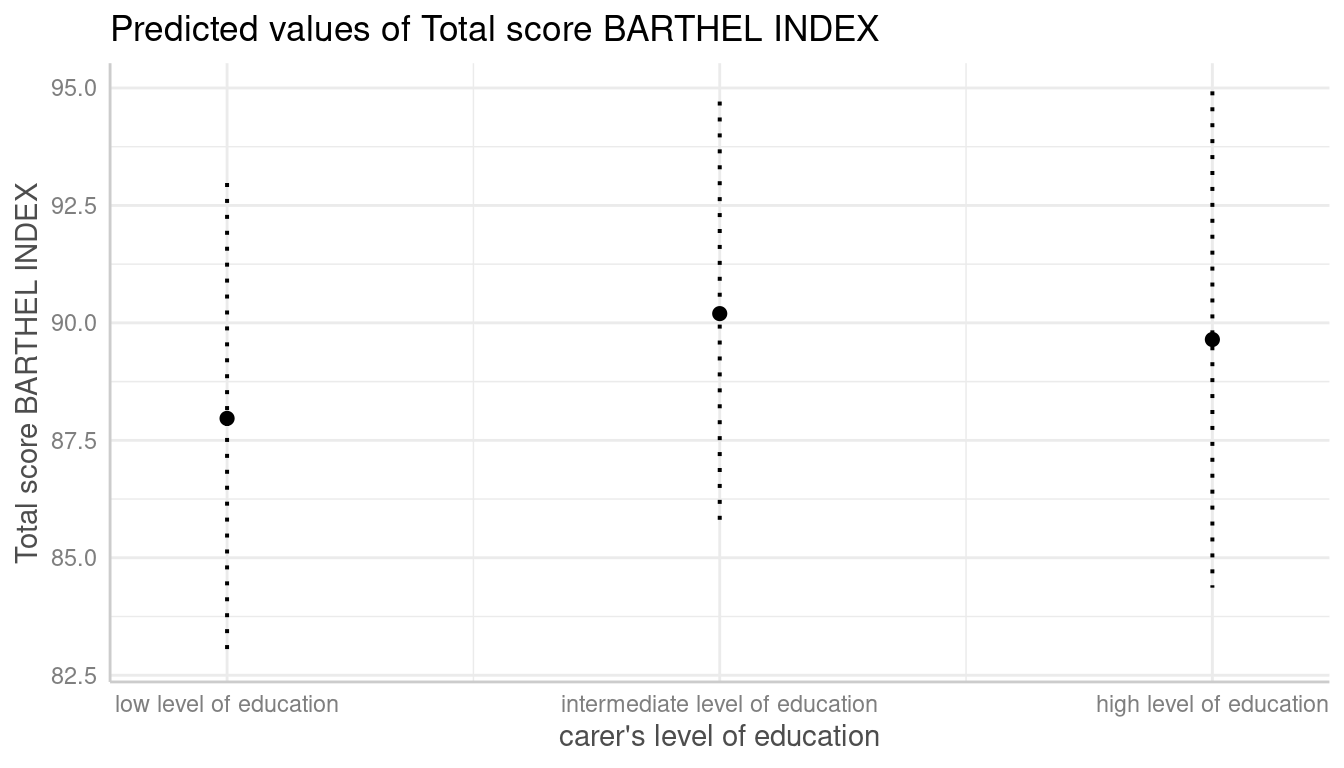 Predicted values of Total score BARTHEL INDEX
Total score BARTHEL INDEX
95.0
92.5
90.0
87.5
85.0
82.5
low level of education
intermediate level of education
high level of education
carer's level of education